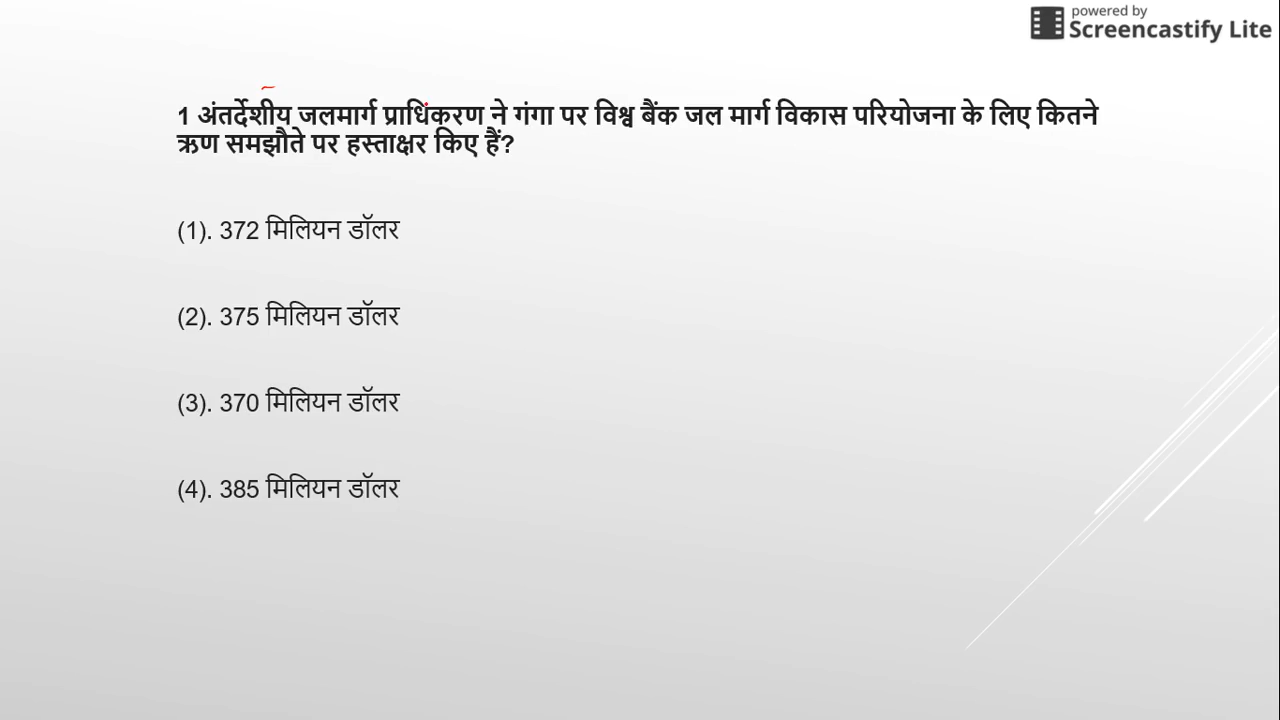 powered by
Screencastify Lite
1 अंतर्देशीय जलमार्ग प्राधिकरण ने गंगा पर विश्व बैंक जल मार्ग विकास परियोजना के लिए कितने
ऋण समझौते पर हस्ताक्षर किए हैं?
(1). 372 मिलियन डॉलर
(2). 375 मिलियन डॉलर
(3). 370 मिलियन डॉलर
(4). 385 मिलियन डॉलर